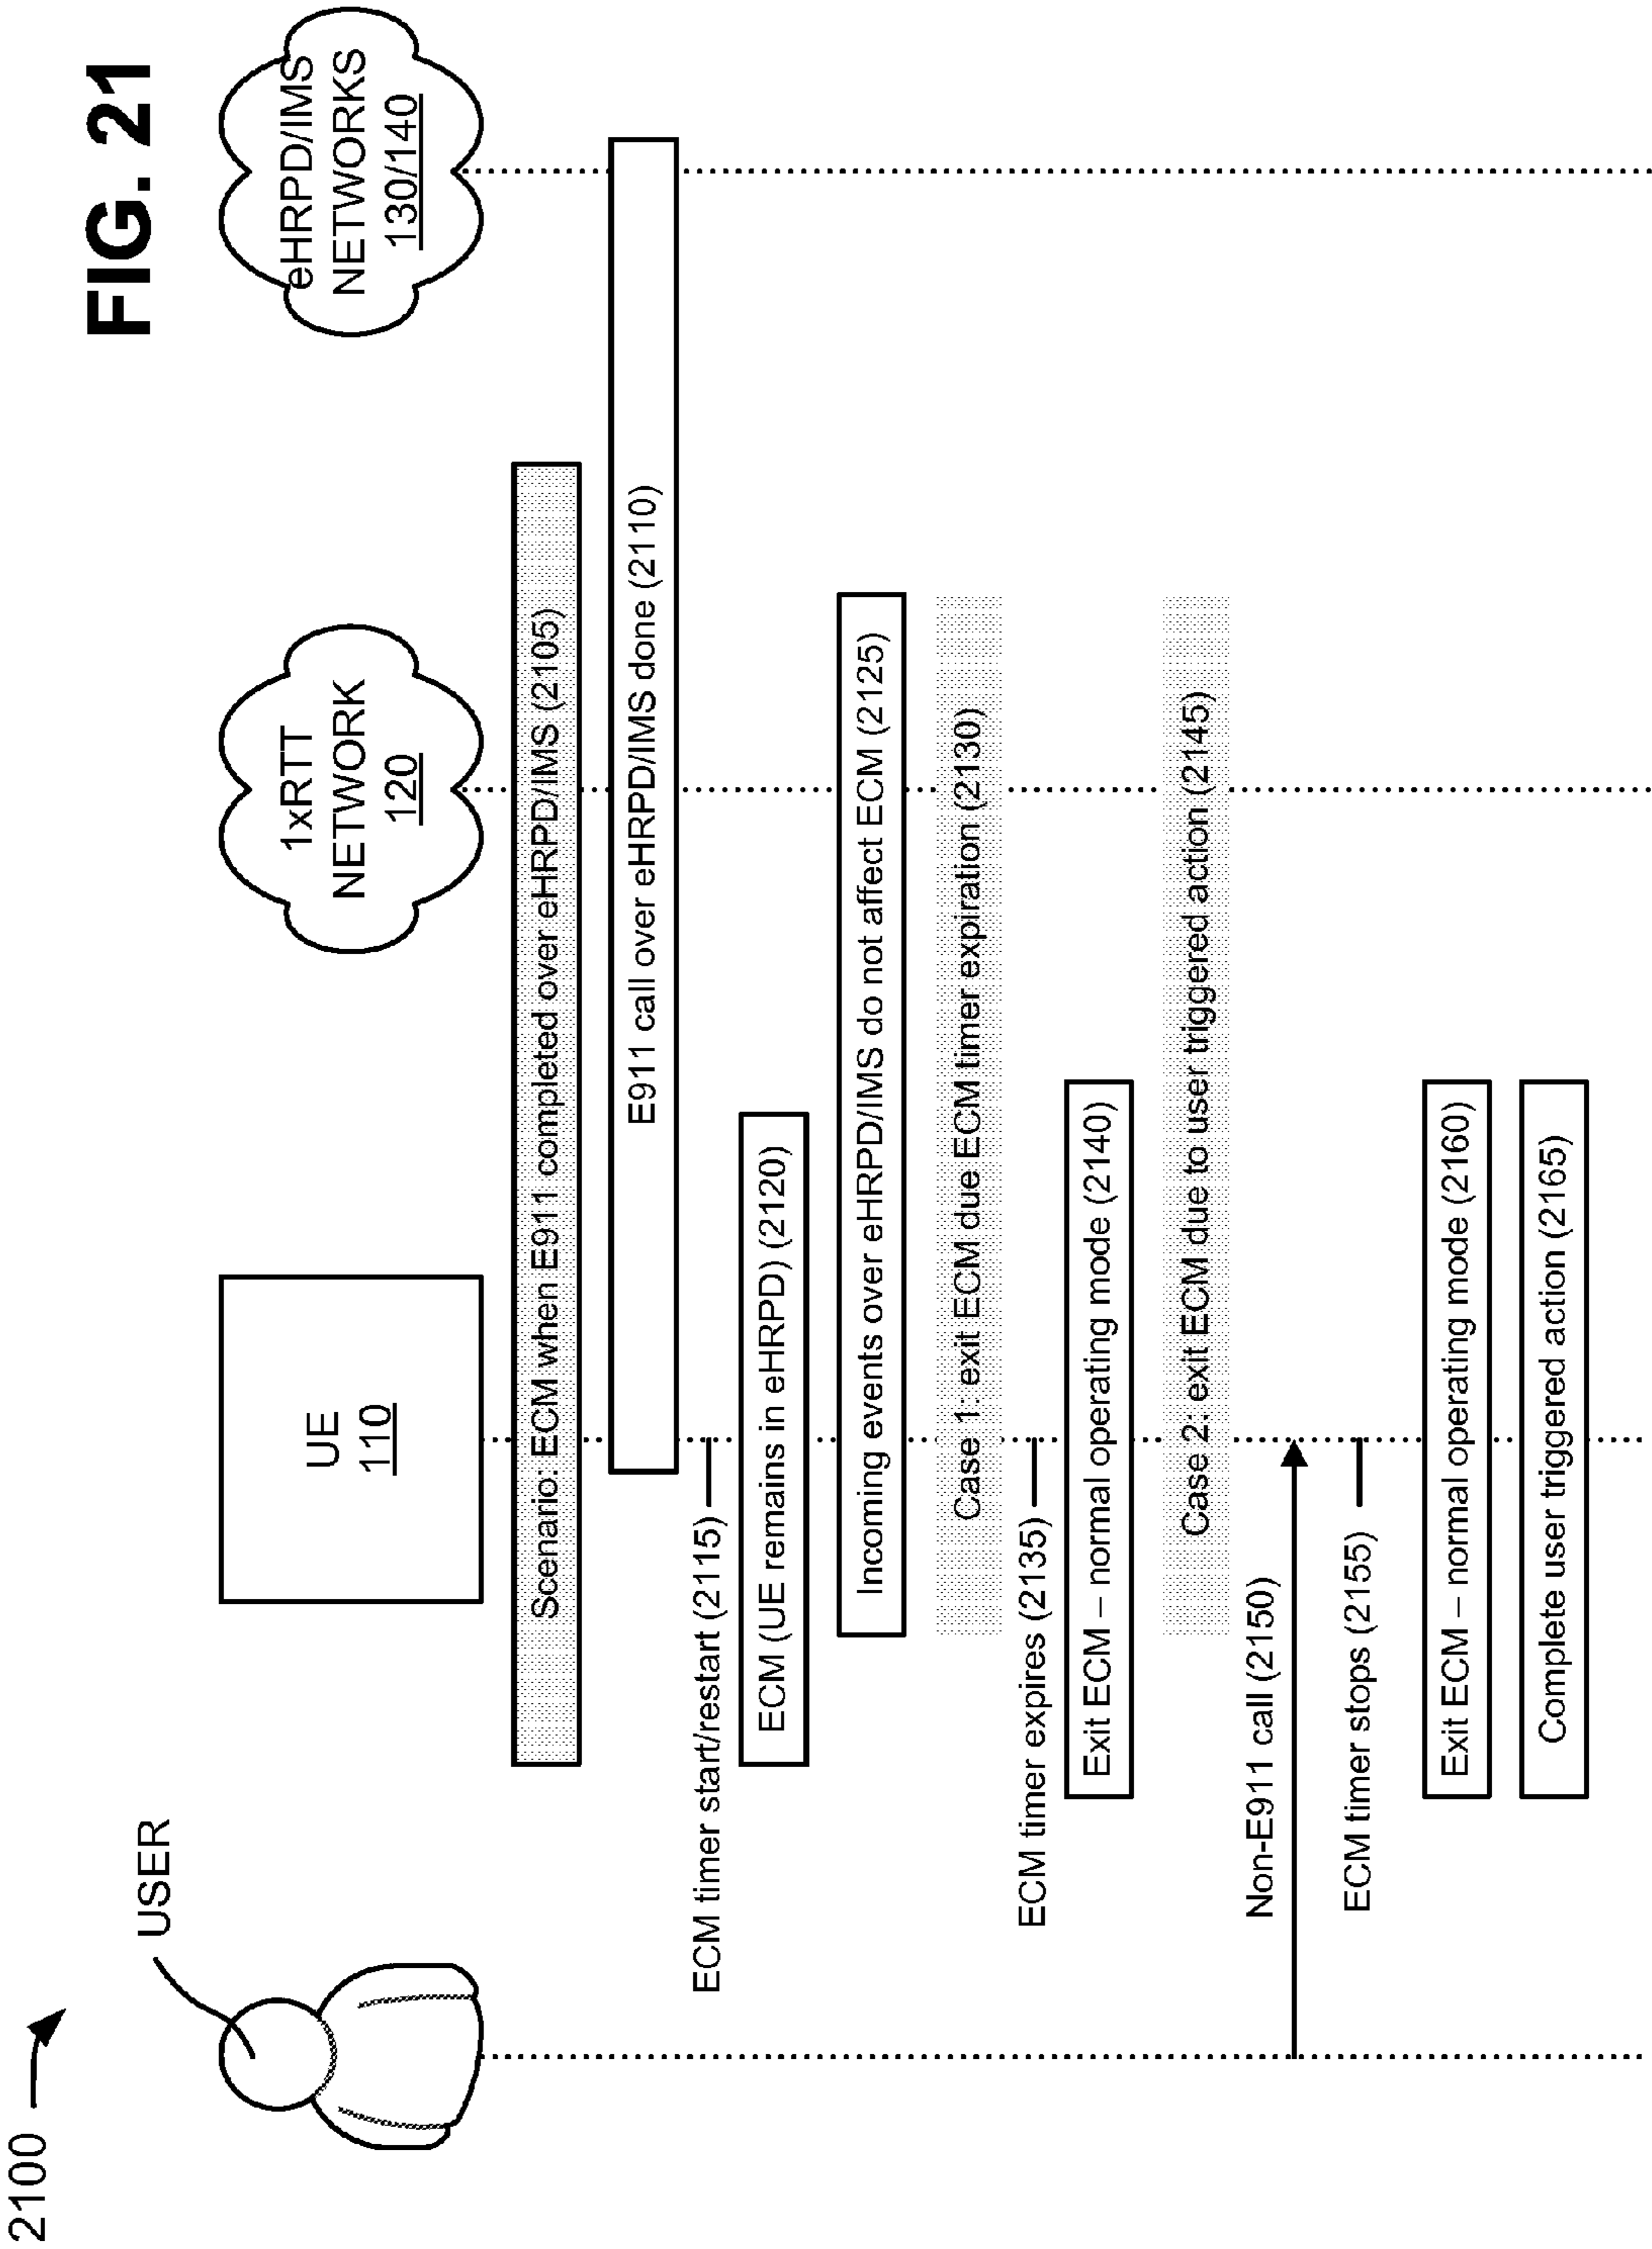 2100
FIG. 21
USER
UE
110
1xRTT
NETWORK
120
eHRPD/IMS
NETWORKS
130/140
Scenario: ECM when E911 completed over eHRPD/IMS (2105)
E911 call over eHRPD/IMS done (2110)
ECM timer start/restart (2115)
ECM (UE remains in eHRPD) (2120)
Incoming events over eHRPD/IMS do not affect ECM (2125)
Case 1: exit ECM due ECM timer expiration (2130)
ECM timer expires (2135)
Exit ECM – normal operating mode (2140)
Case 2: exit ECM due to user triggered action (2145)
Non-E911 call (2150)
ECM timer stops (2155)
Exit ECM – normal operating mode (2160)
Complete user triggered action (2165)